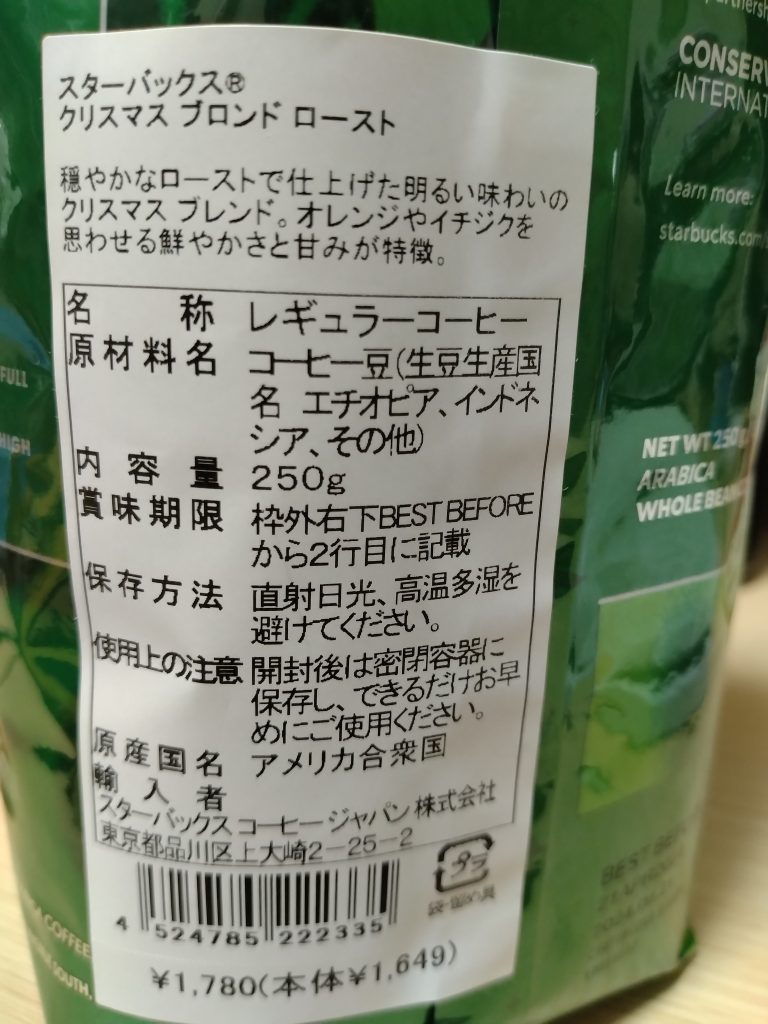 スターバックス®
クリスマス ブロンド ロースト
穏やかなローストで仕上げた明るい味わいの
クリスマス ブレンド。オレンジやイチジクを
思わせる鮮やかさと甘みが特徴。
名称 レギュラーコーヒー
原材料名 コーヒー豆(生豆生産国
名 エチオピア、インドネ
シア、その他)
内容量 250g
賞味期限 枠外右下BEST BEFORE
から2行目に記載
保存方法 直射日光、高温多湿を
避けてください。
使用上の注意 開封後は密閉容器に
保存し、できるだけお早
めにご使用ください。
原産国名 アメリカ合衆国
輸入者
スターバックス コーヒー ジャパン 株式会社
東京都品川区上大崎2-25-2
プラ
袋・留め具
4 524785 222335
¥1,780(本体¥1,649)
CONSERV
INTERNAT
Learn more:
starbucks.com/
NET WT 250 g
ARABICA
WHOLE BEAN
BEST BEF
FULL
HIGH
COFFEE
SOUTH,